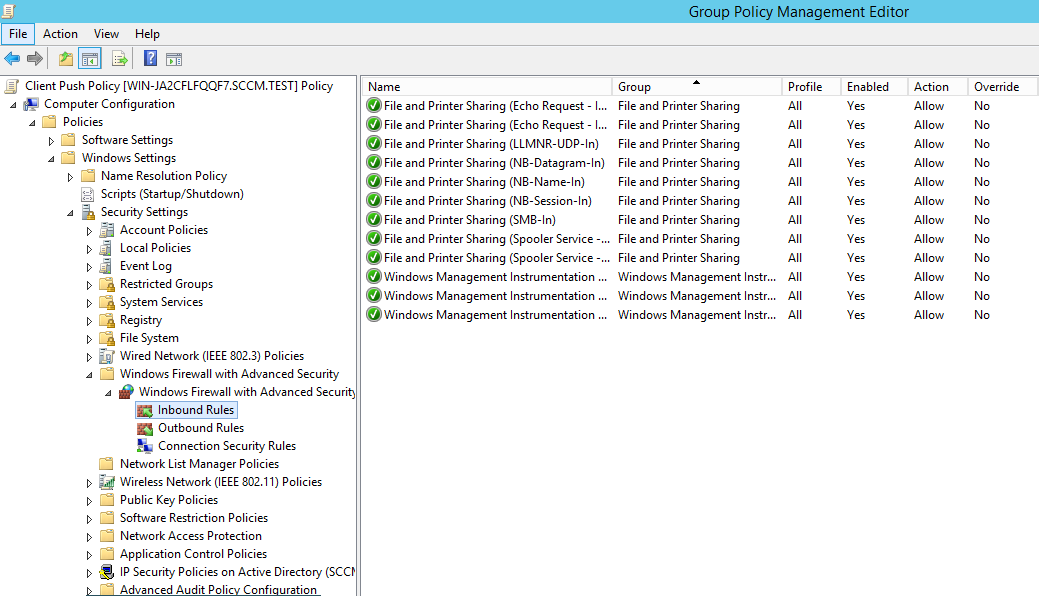 Group Policy Management Editor
File Action View Help
Client Push Policy [WIN-JA2CFLFQQF7.SCCM.TEST] Policy
Computer Configuration
Policies
Software Settings
Windows Settings
Name Resolution Policy
Scripts (Startup/Shutdown)
Security Settings
Account Policies
Local Policies
Event Log
Restricted Groups
System Services
Registry
File System
Wired Network (IEEE 802.3) Policies
Windows Firewall with Advanced Security
Windows Firewall with Advanced Security
Inbound Rules
Outbound Rules
Connection Security Rules
Network List Manager Policies
Wireless Network (IEEE 802.11) Policies
Public Key Policies
Software Restriction Policies
Network Access Protection
Application Control Policies
IP Security Policies on Active Directory (SCCM
Advanced Audit Policy Configuration
Name Group Profile Enabled Action Override
File and Printer Sharing (Echo Request - I... File and Printer Sharing All Yes Allow No
File and Printer Sharing (Echo Request - I... File and Printer Sharing All Yes Allow No
File and Printer Sharing (LLMNR-UDP-In) File and Printer Sharing All Yes Allow No
File and Printer Sharing (NB-Datagram-In) File and Printer Sharing All Yes Allow No
File and Printer Sharing (NB-Name-In) File and Printer Sharing All Yes Allow No
File and Printer Sharing (NB-Session-In) File and Printer Sharing All Yes Allow No
File and Printer Sharing (SMB-In) File and Printer Sharing All Yes Allow No
File and Printer Sharing (Spooler Service -... File and Printer Sharing All Yes Allow No
File and Printer Sharing (Spooler Service -... File and Printer Sharing All Yes Allow No
Windows Management Instrumentation ... Windows Management Instr... All Yes Allow No
Windows Management Instrumentation ... Windows Management Instr... All Yes Allow No
Windows Management Instrumentation ... Windows Management Instr... All Yes Allow No